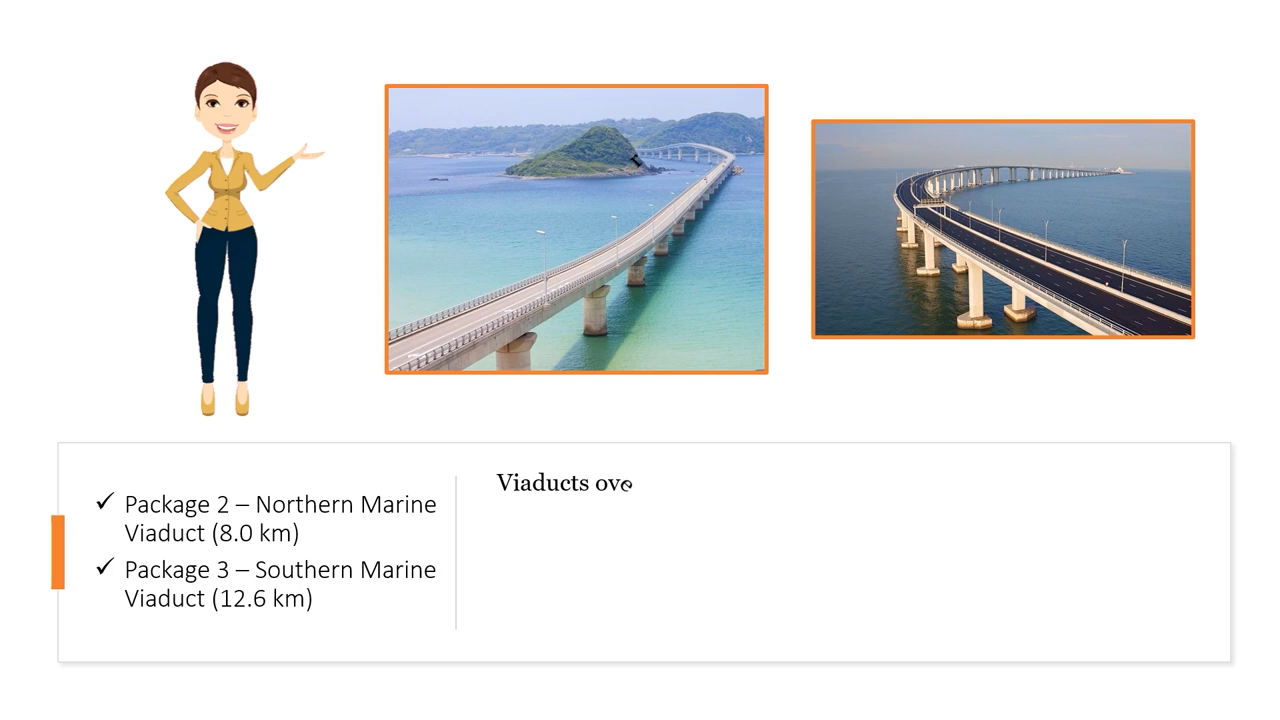 ✓ Package 2 – Northern Marine
Viaduct (8.0 km)
✓ Package 3 – Southern Marine
Viaduct (12.6 km)
Viaducts ove